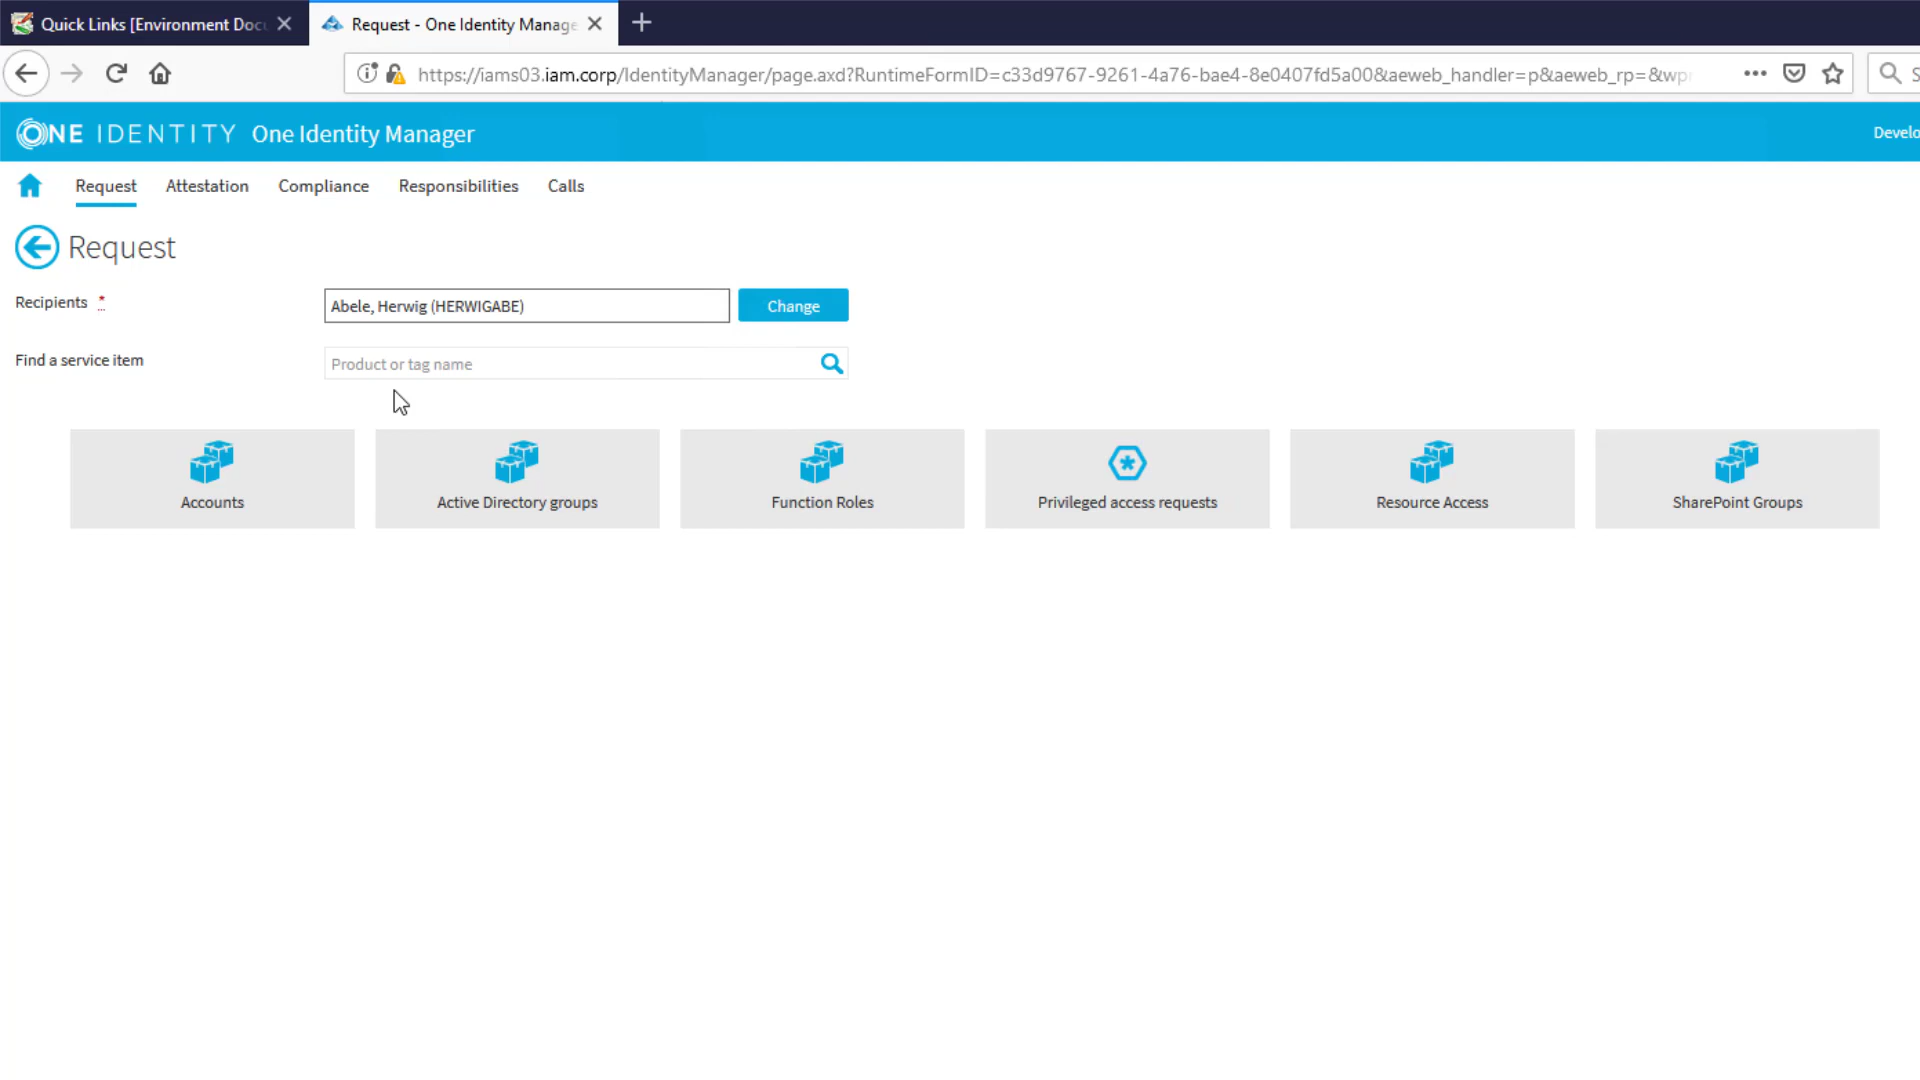 Quick Links [Environment Docu
Request - One Identity Manage
https://iams03.iam.corp/IdentityManager/page.axd?RuntimeFormID=c33d9767-9261-4a76-bae4-8e0407fd5a00&aeweb_handler=p&aeweb_rp=&wpr
S
ONE IDENTITY One Identity Manager
Develo
Request Attestation Compliance Responsibilities Calls
Request
Recipients *
Abele, Herwig (HERWIGABE)
Change
Find a service item
Product or tag name
Accounts
Active Directory groups
Function Roles
Privileged access requests
Resource Access
SharePoint Groups